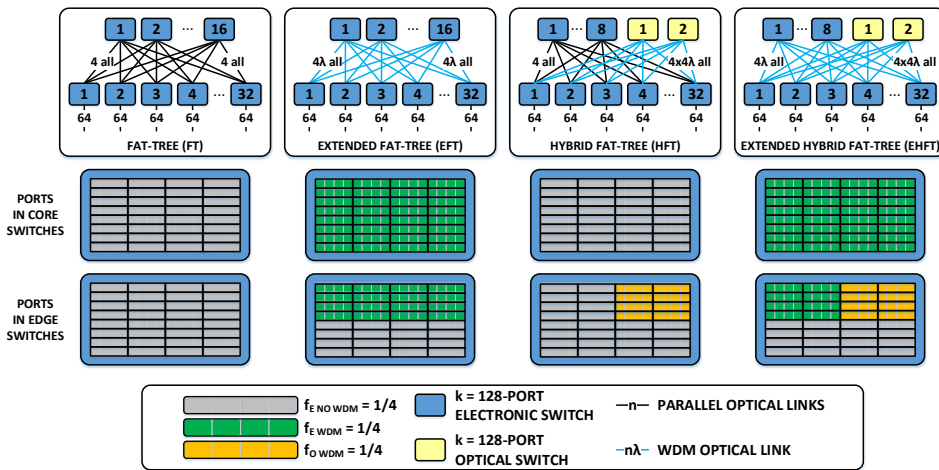 1 2 ... 16
4 all 4 all
1 2 3 4 ... 32
64 64 64 64 64
FAT-TREE (FT)
1 2 ... 16
4λ all 4λ all
1 2 3 4 ... 32
64 64 64 64 64
EXTENDED FAT-TREE (EFT)
1 ... 8 1 2
4 all 4x4λ all
1 2 3 4 ... 32
64 64 64 64 64
HYBRID FAT-TREE (HFT)
1 ... 8 1 2
4λ all 4x4λ all
1 2 3 4 ... 32
64 64 64 64 64
EXTENDED HYBRID FAT-TREE (EHFT)
PORTS
IN CORE
SWITCHES
PORTS
IN EDGE
SWITCHES
fE NO WDM = 1/4
fE WDM = 1/4
fO WDM = 1/4
k = 128-PORT
ELECTRONIC SWITCH
k = 128-PORT
OPTICAL SWITCH
n PARALLEL OPTICAL LINKS
nλ WDM OPTICAL LINK